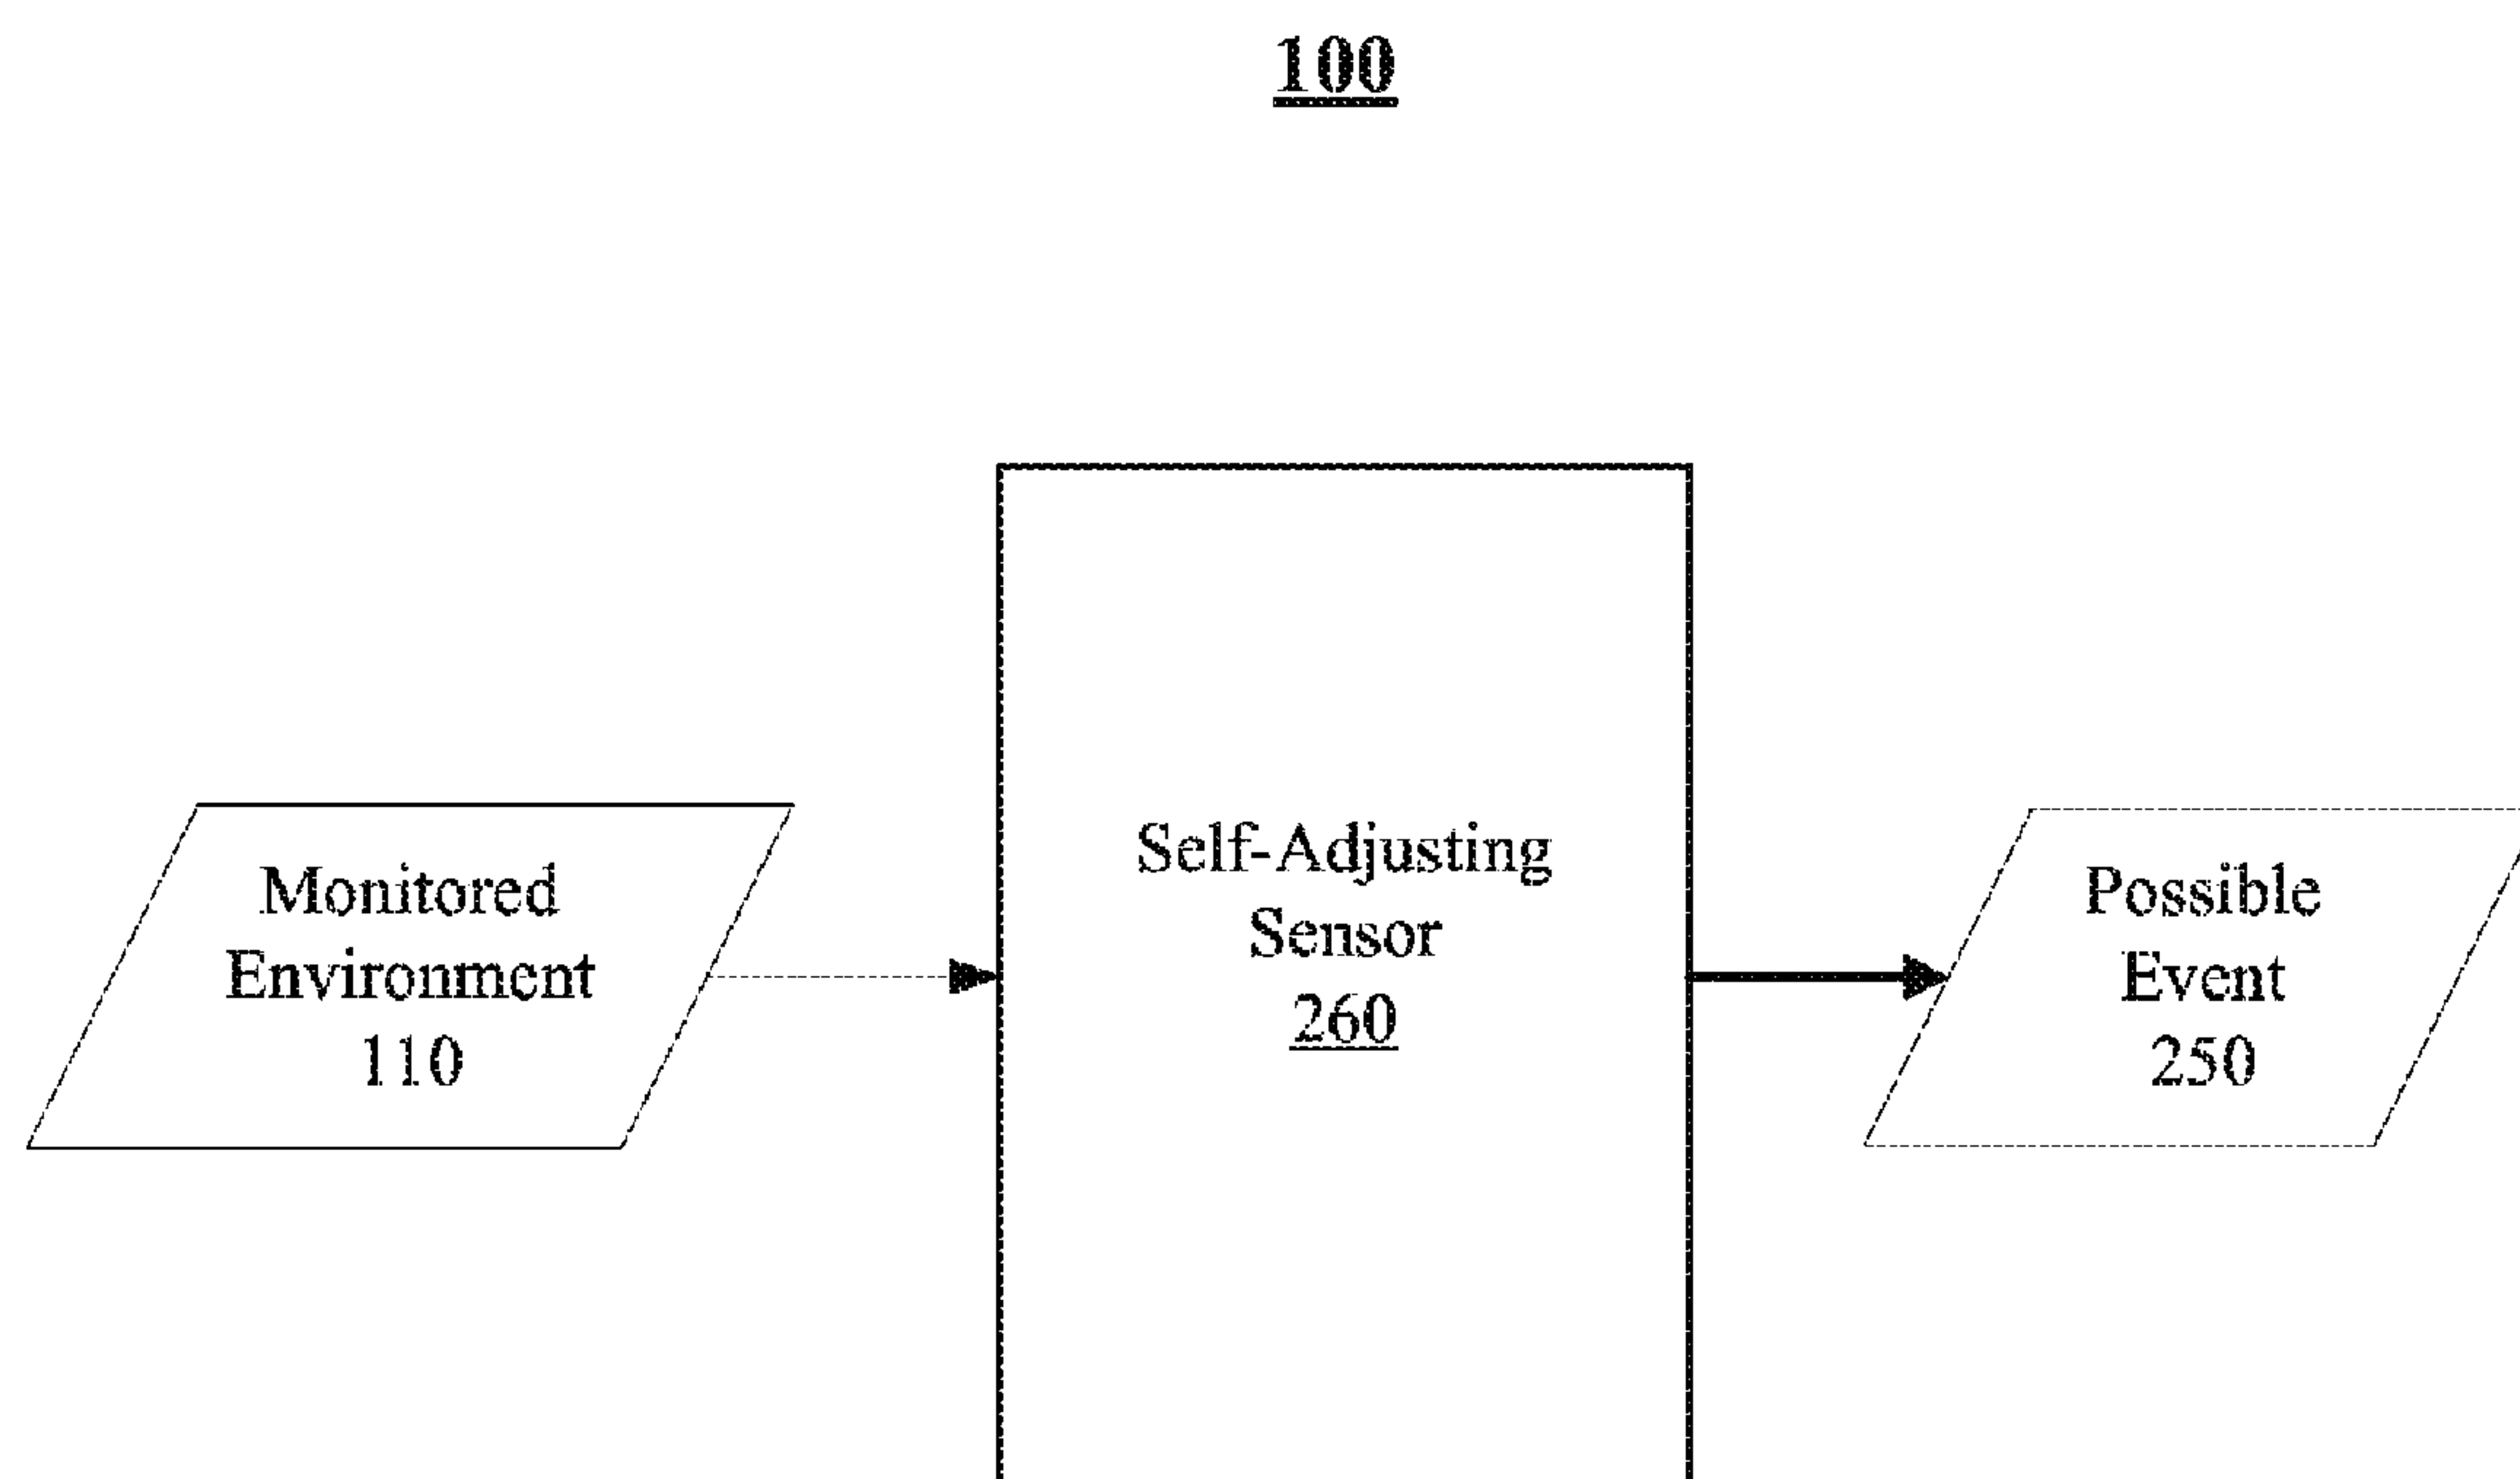 100
Monitored
Environment
110
Self-Adjusting
Sensor
260
Possible
Event
250